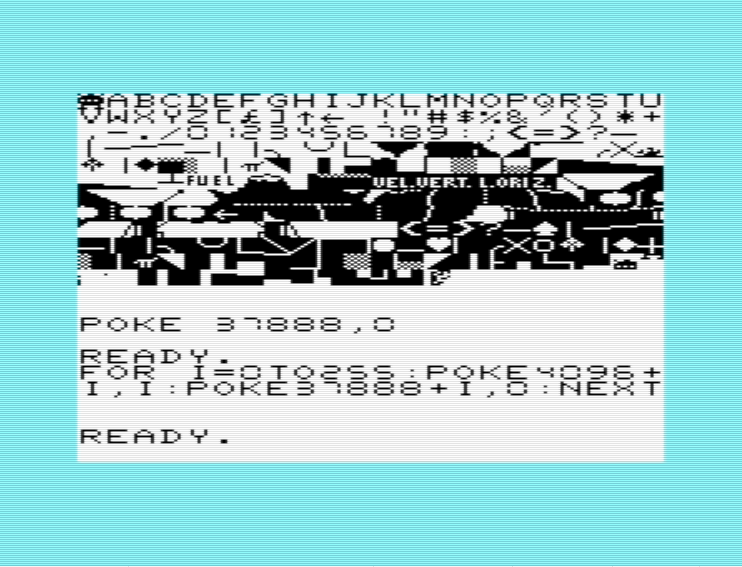 ABCDEFGHIJKLMNOPQRSTU
VWXYZ[£]↑← !"#$%&'()*+
,-./0123456789:;<=>?
FUEL VEL.VERT. L.ORIZ.
POKE 37888,0
READY.
FOR I=0TO255:POKE4096+
I,I:POKE37888+I,0:NEXT
READY.